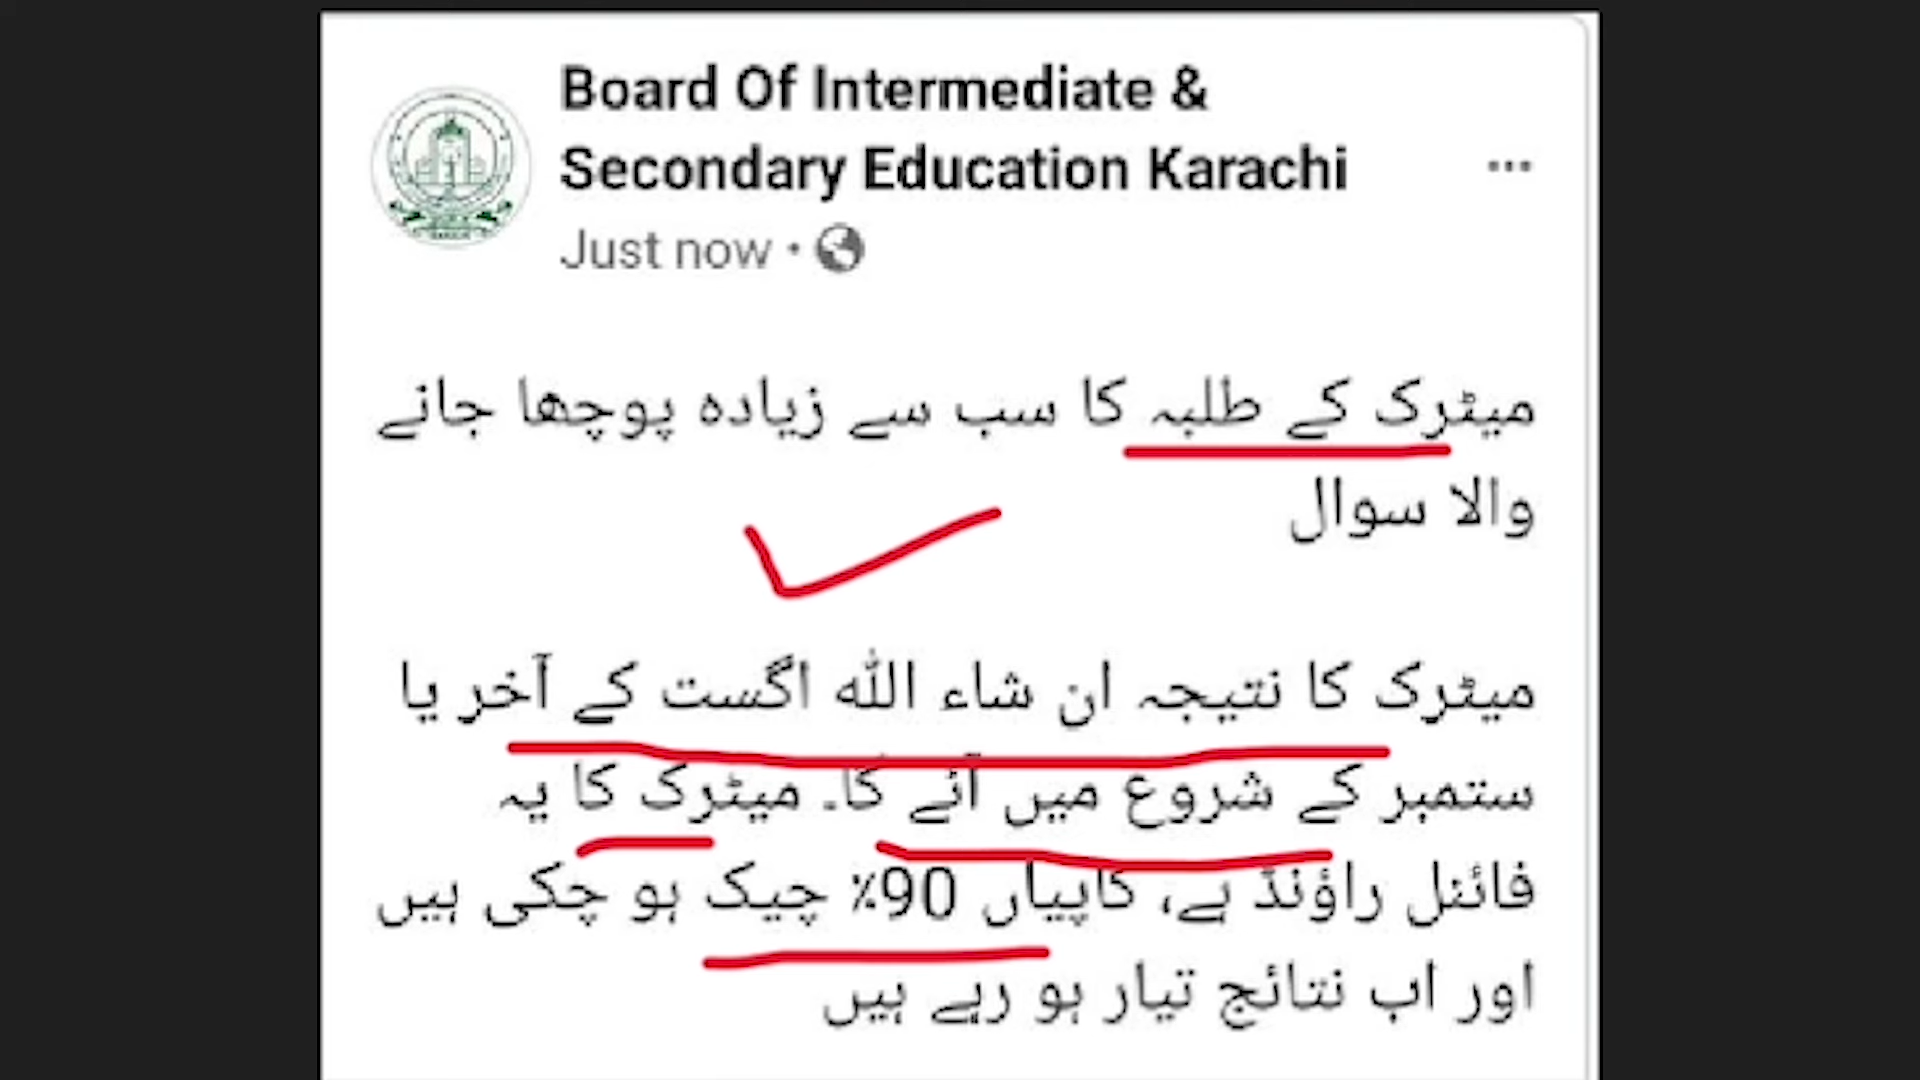 Board Of Intermediate &
Secondary Education Karachi
Just now ·
میٹرک کے طلبہ کا سب سے زیادہ پوچھا جانے
والا سوال
میٹرک کا نتیجہ ان شاء اللہ اگست کے آخر یا
ستمبر کے شروع میں آئے گا۔ میٹرک کا یہ
فائنل راؤنڈ ہے، کاپیاں 90٪ چیک ہو چکی ہیں
اور اب نتائج تیار ہو رہے ہیں